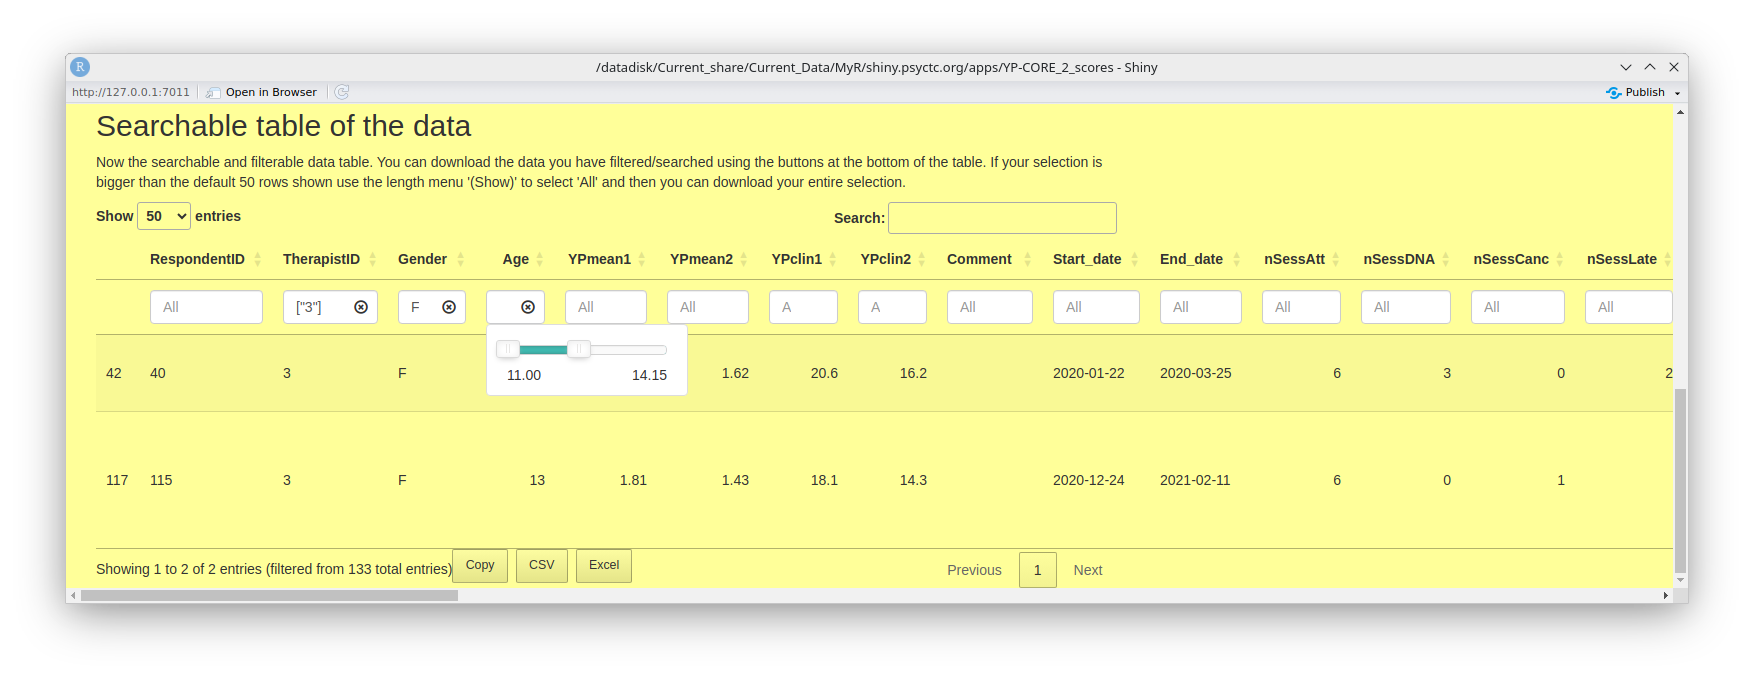 R
/datadisk/Current_share/Current_Data/MyR/shiny.psyctc.org/apps/YP-CORE_2_scores - Shiny
http://127.0.0.1:7011 Open in Browser Publish
Searchable table of the data
Now the searchable and filterable data table. You can download the data you have filtered/searched using the buttons at the bottom of the table. If your selection is
bigger than the default 50 rows shown use the length menu '(Show)' to select 'All' and then you can download your entire selection.
Show 50 entries Search:
RespondentID TherapistID Gender Age YPmean1 YPmean2 YPclin1 YPclin2 Comment Start_date End_date nSessAtt nSessDNA nSessCanc nSessLate
All ["3"] F All All A A All All All All All All All
11.00 14.15
42 40 3 F 1.62 20.6 16.2 2020-01-22 2020-03-25 6 3 0 2
117 115 3 F 13 1.81 1.43 18.1 14.3 2020-12-24 2021-02-11 6 0 1
Showing 1 to 2 of 2 entries (filtered from 133 total entries) Copy CSV Excel Previous 1 Next